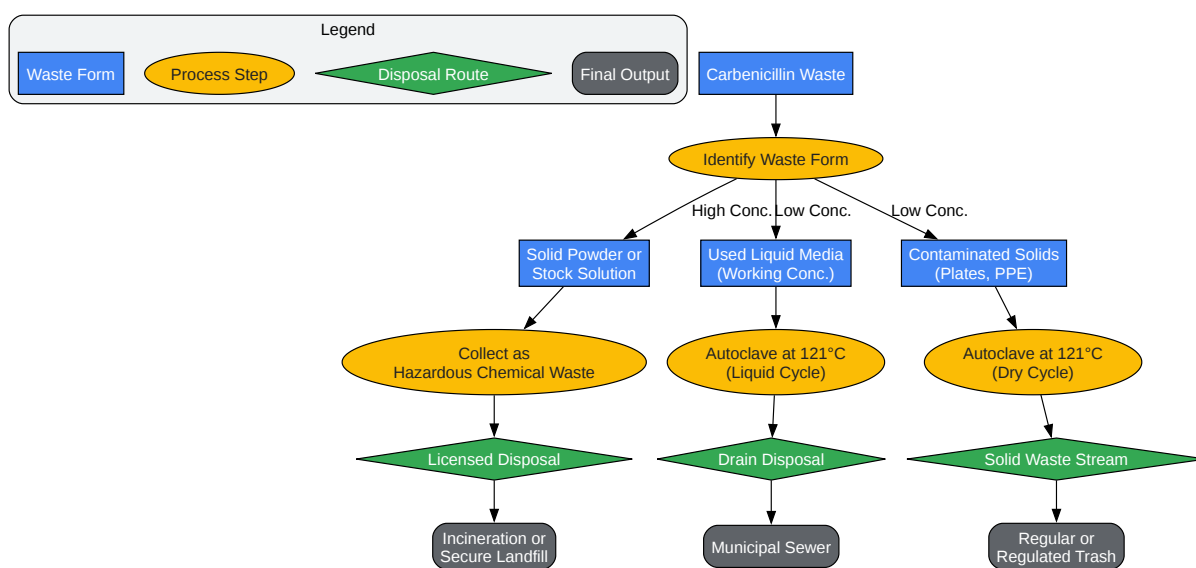 Legend
Waste Form
Process Step
Disposal Route
Final Output
Carbenicillin Waste
Identify Waste Form
High Conc.
Low Conc.
Low Conc.
Solid Powder or
Stock Solution
Used Liquid Media
(Working Conc.)
Contaminated Solids
(Plates, PPE)
Collect as
Hazardous Chemical Waste
Autoclave at 121°C
(Liquid Cycle)
Autoclave at 121°C
(Dry Cycle)
Licensed Disposal
Drain Disposal
Solid Waste Stream
Incineration or
Secure Landfill
Municipal Sewer
Regular or
Regulated Trash